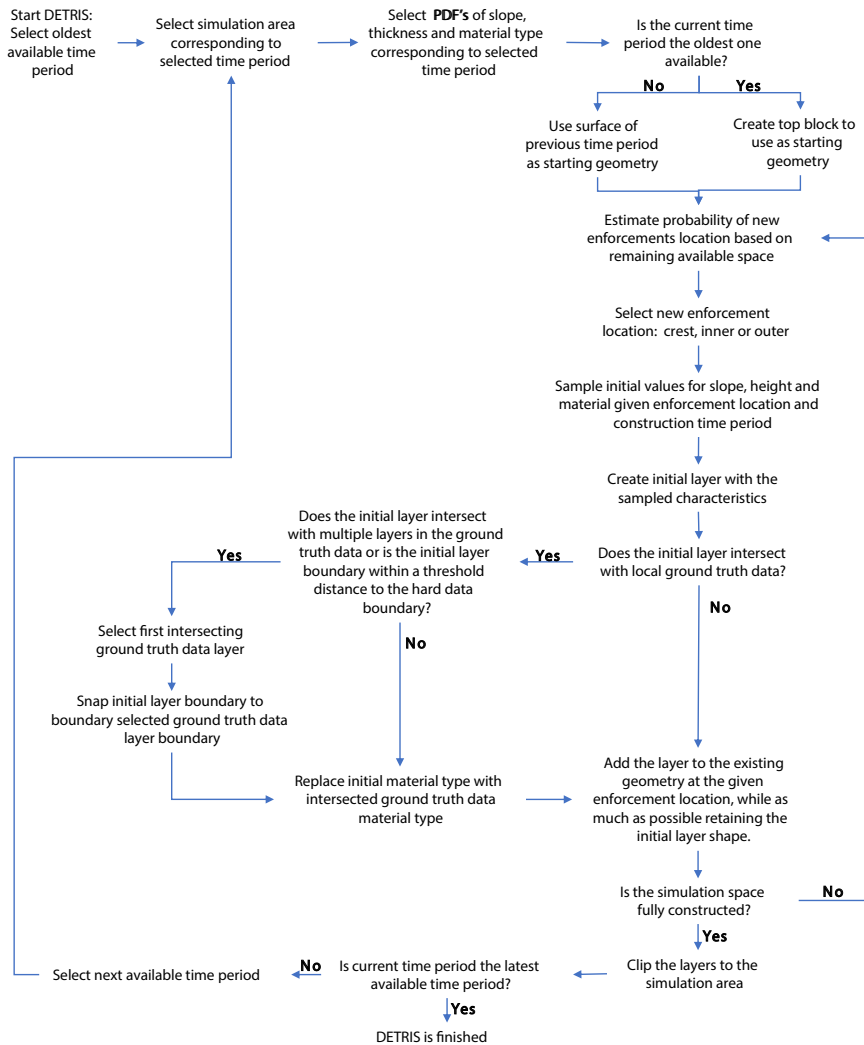 Start DETRIS:
Select oldest
available time
period
Select simulation area
corresponding to
selected time period
Select PDF's of slope,
thickness and material type
corresponding to selected
time period
Is the current time
period the oldest one
available?
No
Yes
Use surface of
previous time period
as starting geometry
Create top block to
use as starting
geometry
Estimate probability of new
enforcements location based on
remaining available space
Select new enforcement
location: crest, inner or outer
Sample initial values for slope, height and
material given enforcement location and
construction time period
Create initial layer with the
sampled characteristics
Does the initial layer intersect
with local ground truth data?
Yes
No
Does the initial layer intersect
with multiple layers in the ground
truth data or is the initial layer
boundary within a threshold
distance to the hard data
boundary?
Yes
No
Select first intersecting
ground truth data layer
Snap initial layer boundary to
boundary selected ground truth data
layer boundary
Replace initial material type with
intersected ground truth data
material type
Add the layer to the existing
geometry at the given
enforcement location, while as
much as possible retaining the
initial layer shape.
Is the simulation space
fully constructed?
No
Yes
Clip the layers to the
simulation area
Is current time period the latest
available time period?
No
Yes
Select next available time period
DETRIS is finished